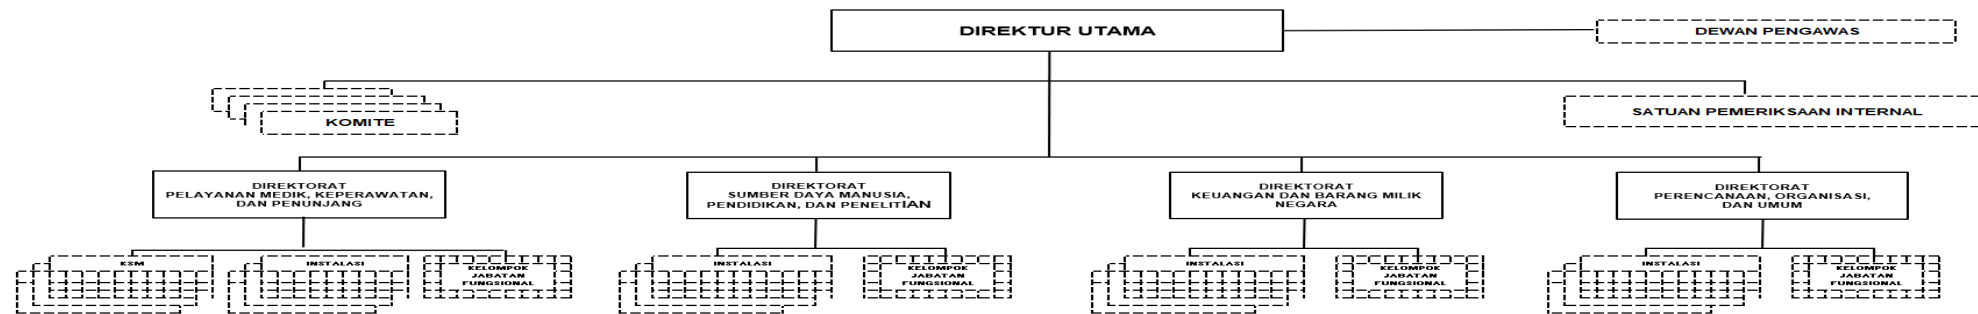 DIREKTUR UTAMA
DEWAN PENGAWAS
KOMITE
SATUAN PEMERIKSAAN INTERNAL
DIREKTORAT
PELAYANAN MEDIK, KEPERAWATAN,
DAN PENUNJANG
DIREKTORAT
SUMBER DAYA MANUSIA,
PENDIDIKAN, DAN PENELITIAN
DIREKTORAT
KEUANGAN DAN BARANG MILIK
NEGARA
DIREKTORAT
PERENCANAAN, ORGANISASI,
DAN UMUM
KSM
INSTALASI
KELOMPOK
JABATAN
FUNGSIONAL
INSTALASI
KELOMPOK
JABATAN
FUNGSIONAL
INSTALASI
KELOMPOK
JABATAN
FUNGSIONAL
INSTALASI
KELOMPOK
JABATAN
FUNGSIONAL